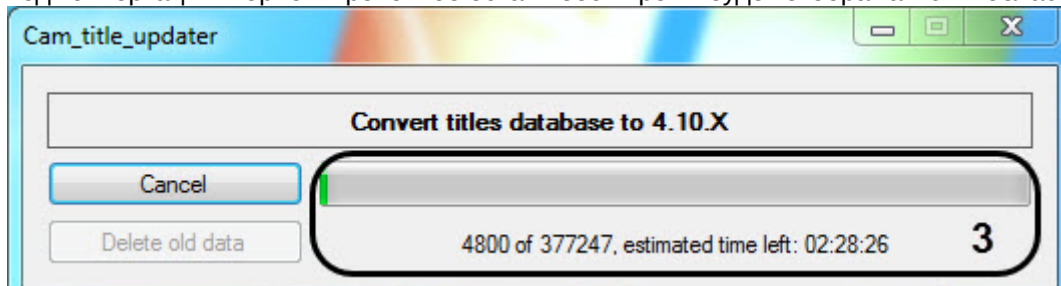 Cam_title_updater
Convert titles database to 4.10.X
Cancel
Delete old data
4800 of 377247, estimated time left: 02:28:26
3